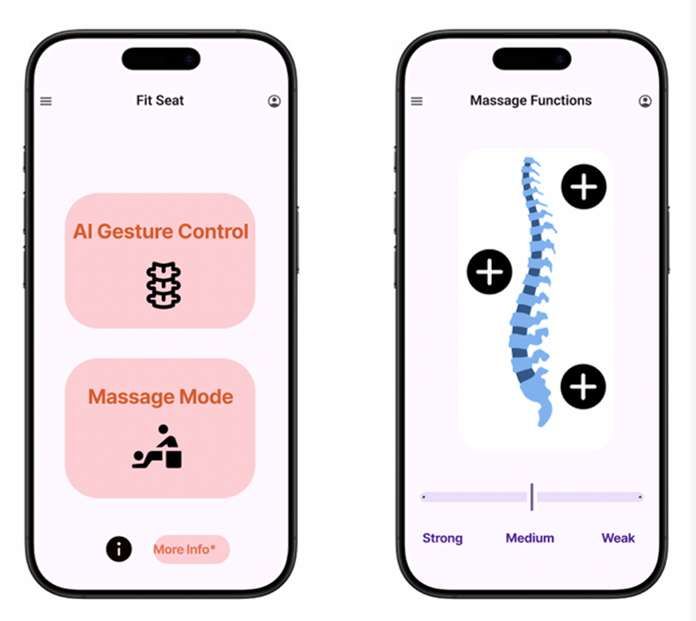 Fit Seat
AI Gesture Control
Massage Mode
More Info*
Massage Functions
Strong Medium Weak